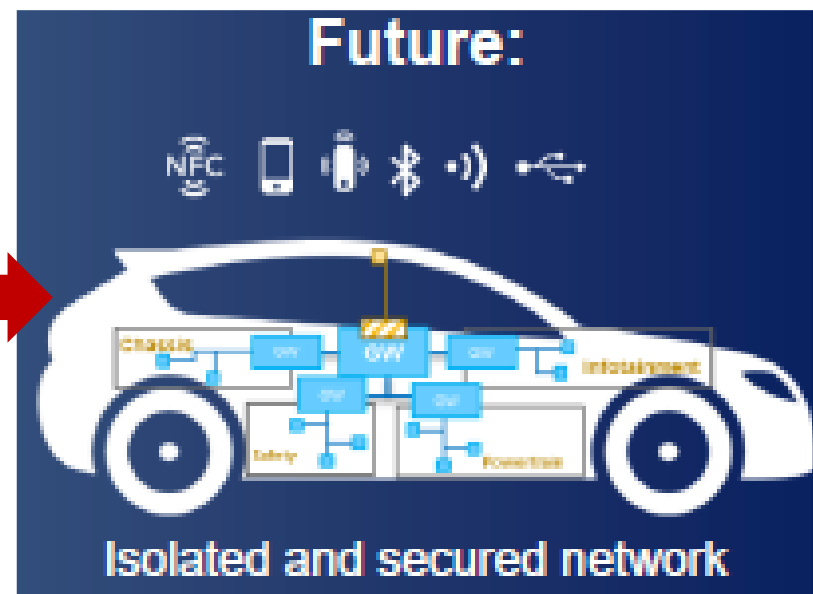 Future:
NFC
Chassis
GW
GW
GW
Infotainment
GW
GW
Safety
Powertrain
Isolated and secured network